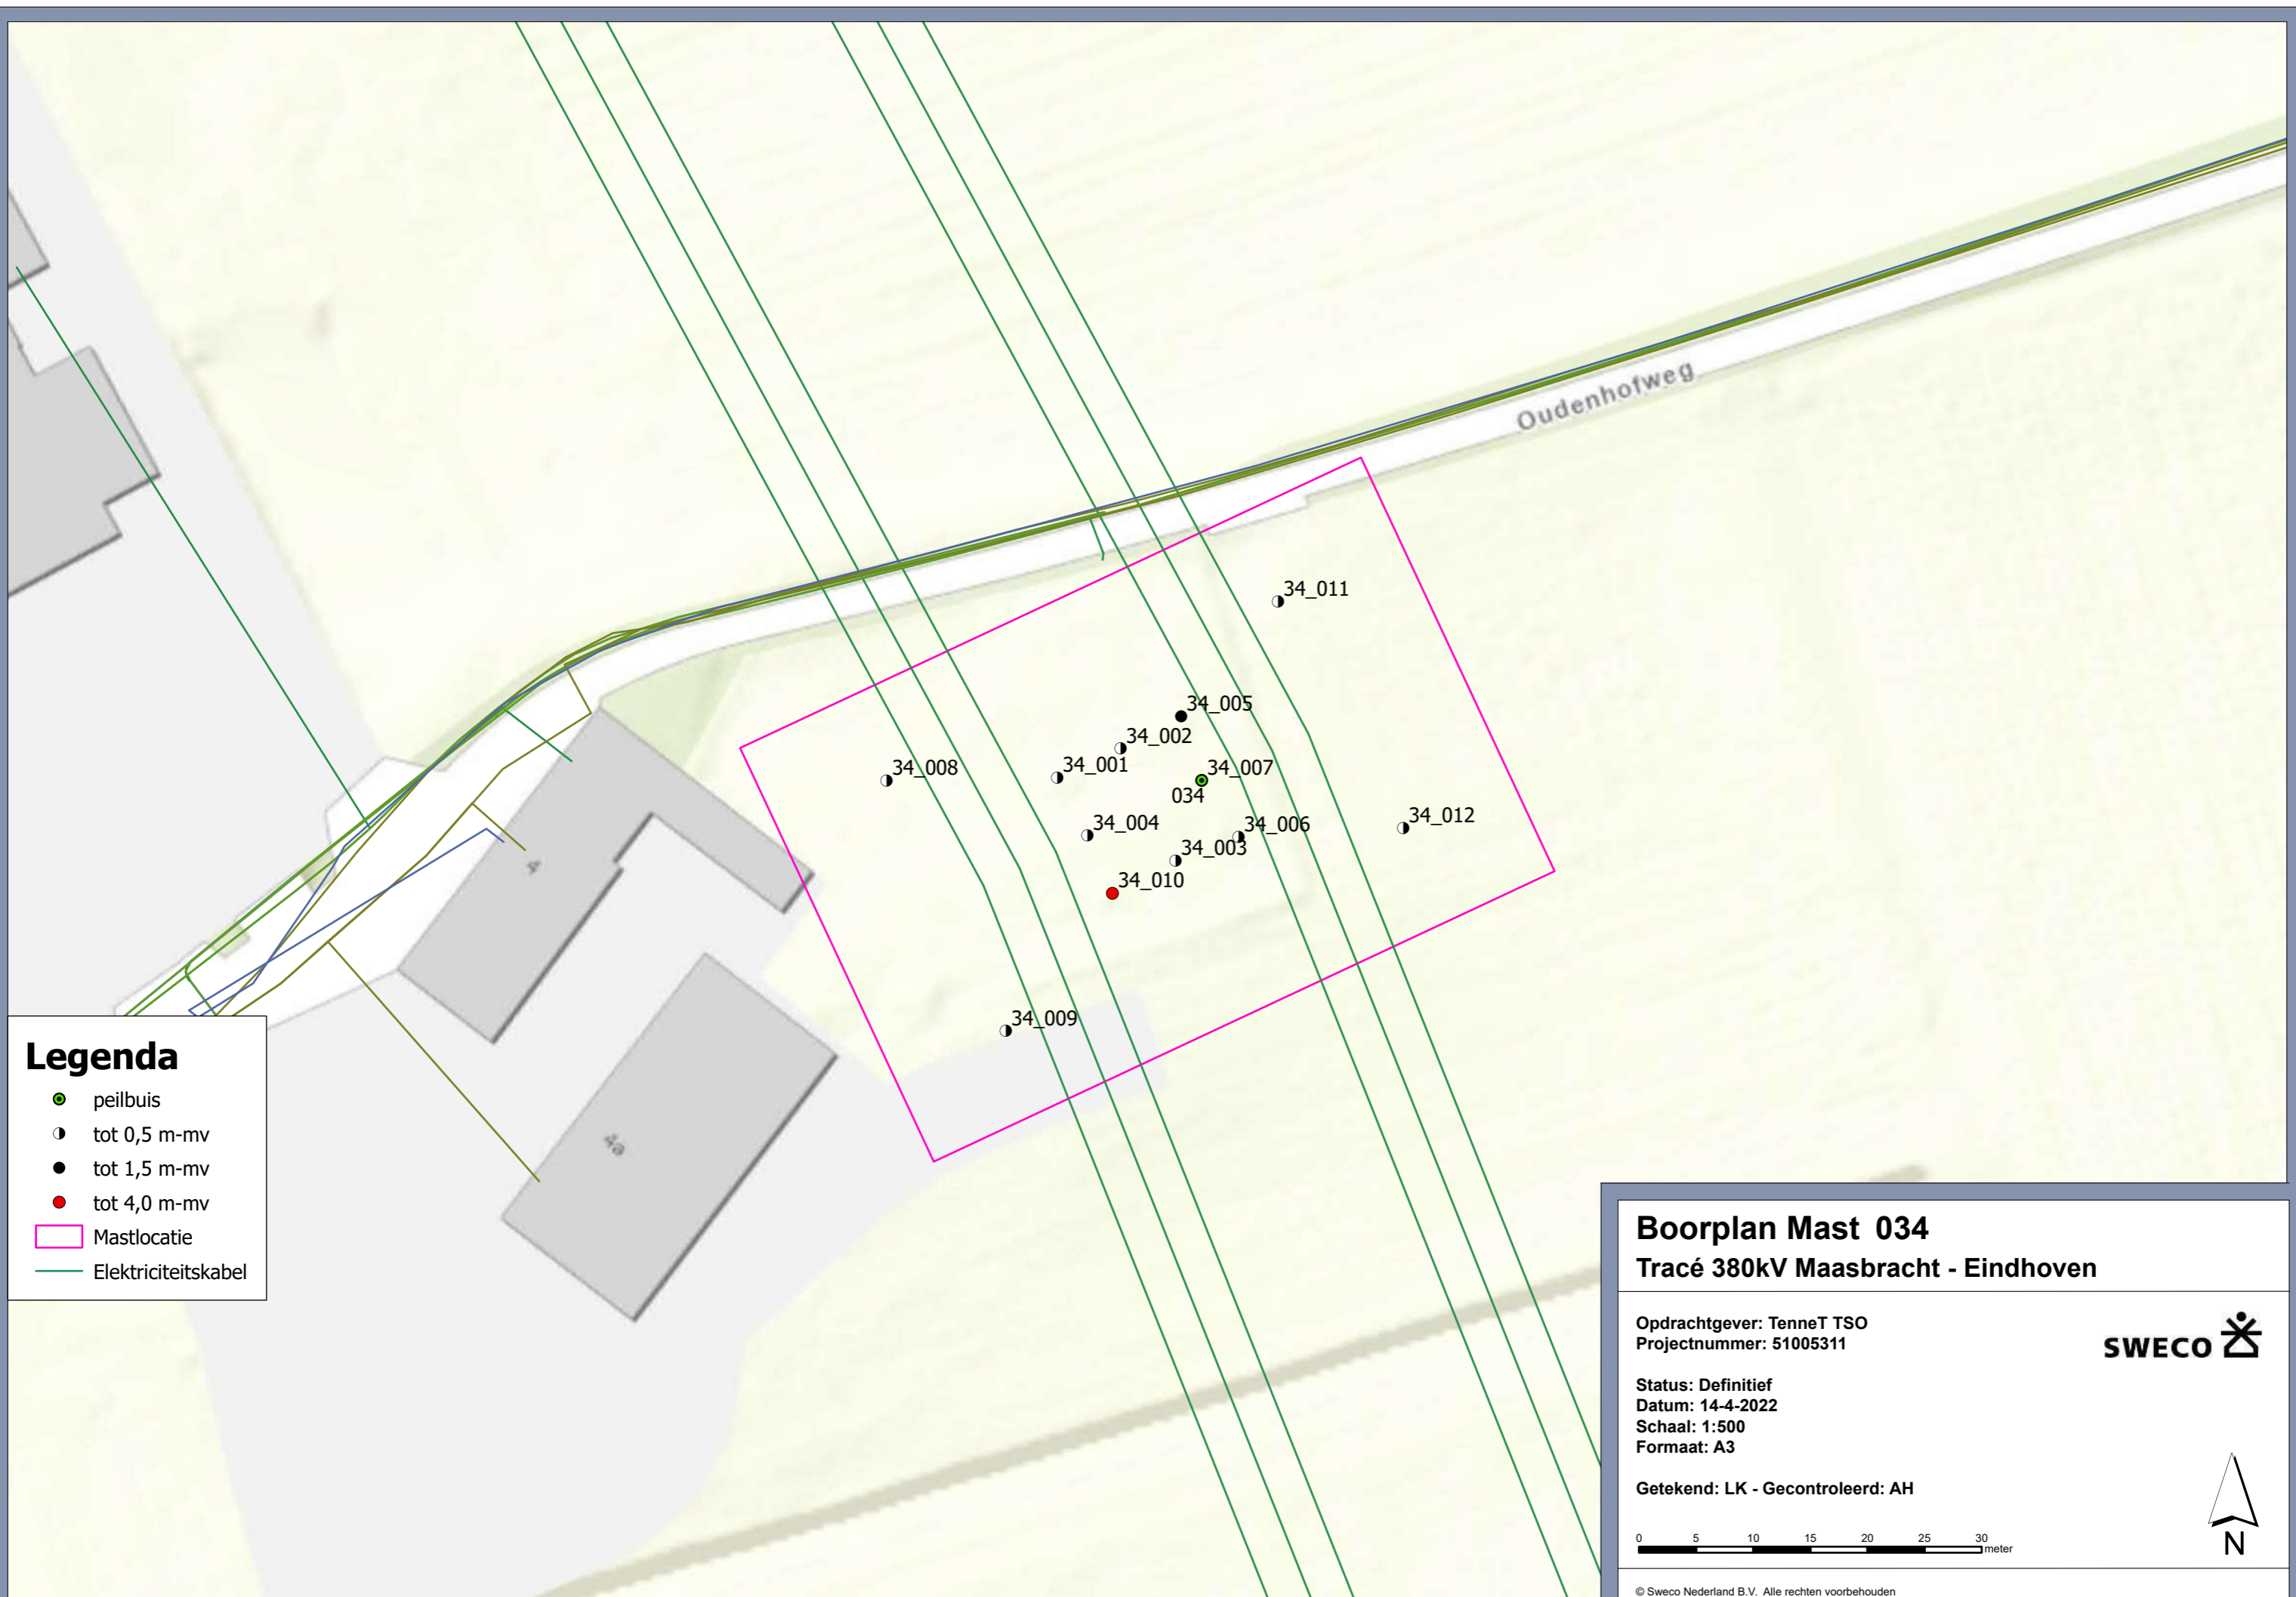 Oudenhofweg
34_011
34_005
34_002
34_001
34_007
034
34_008
34_004
34_006
34_012
34_003
34_010
34_009
4
4a
Legenda
peilbuis
tot 0,5 m-mv
tot 1,5 m-mv
tot 4,0 m-mv
Mastlocatie
Elektriciteitskabel
Boorplan Mast 034
Tracé 380kV Maasbracht - Eindhoven
Opdrachtgever: TenneT TSO
Projectnummer: 51005311
SWECO
Status: Definitief
Datum: 14-4-2022
Schaal: 1:500
Formaat: A3
Getekend: LK - Gecontroleerd: AH
0 5 10 15 20 25 30
meter
N
© Sweco Nederland B.V. Alle rechten voorbehouden